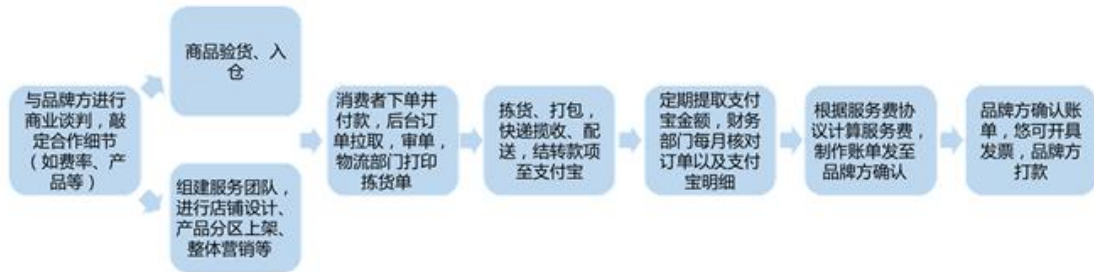 与品牌方进行
商业谈判，敲
定合作细节
（如费率、产
品等）
商品验货、入
仓
组建服务团队，
进行店铺设计、
产品分区上架、
整体营销等
消费者下单并
付款，后台订
单拉取，审单，
物流部门打印
拣货单
拣货、打包，
快递揽收、配
送，结转款项
至支付宝
定期提取支付
宝金额，财务
部门每月核对
订单以及支付
宝明细
根据服务费协
议计算服务费，
制作账单发至
品牌方确认
品牌方确认账
单，悠可开具
发票，品牌方
打款